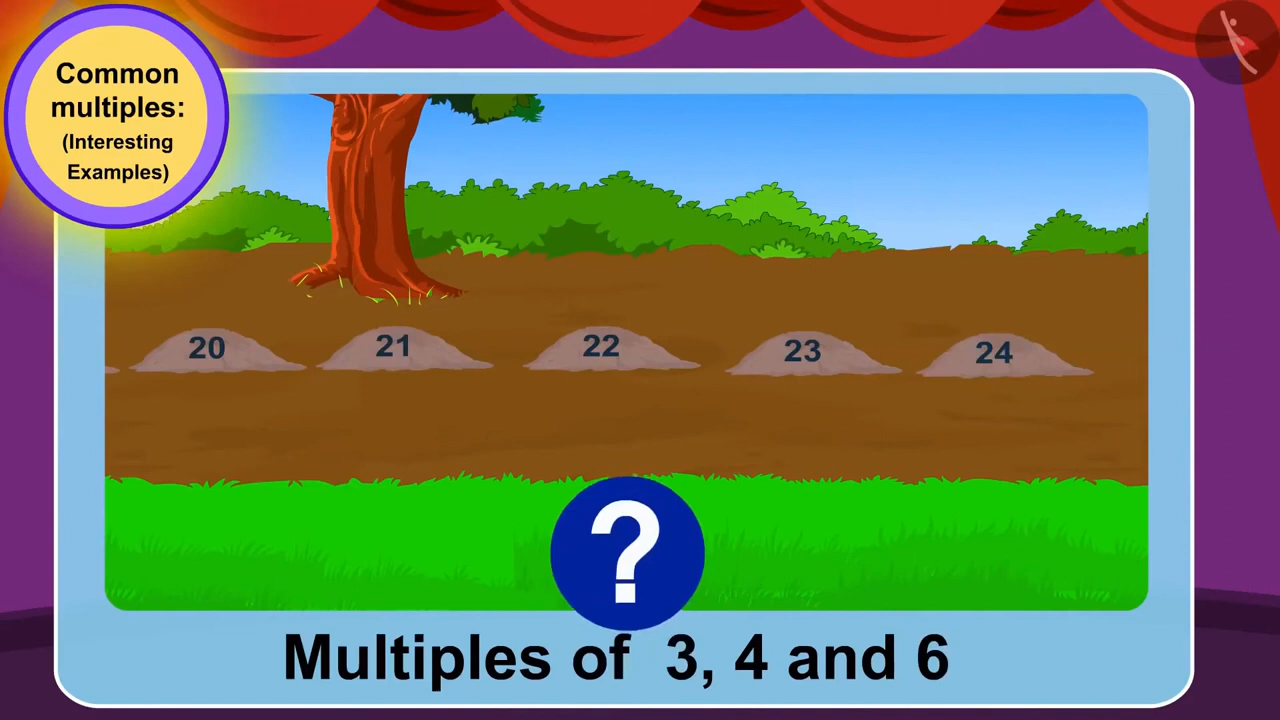 Common
multiples:
(Interesting
Examples)
20 21 22 23 24
?
Multiples of 3, 4 and 6